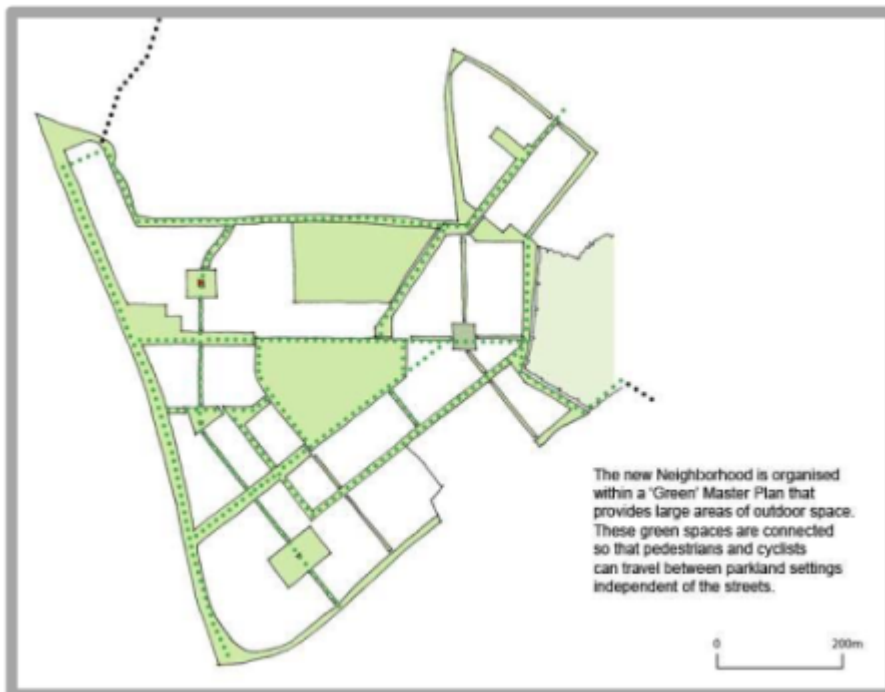 The new Neighborhood is organised
within a 'Green' Master Plan that
provides large areas of outdoor space.
These green spaces are connected
so that pedestrians and cyclists
can travel between parkland settings
independent of the streets.
0 200m